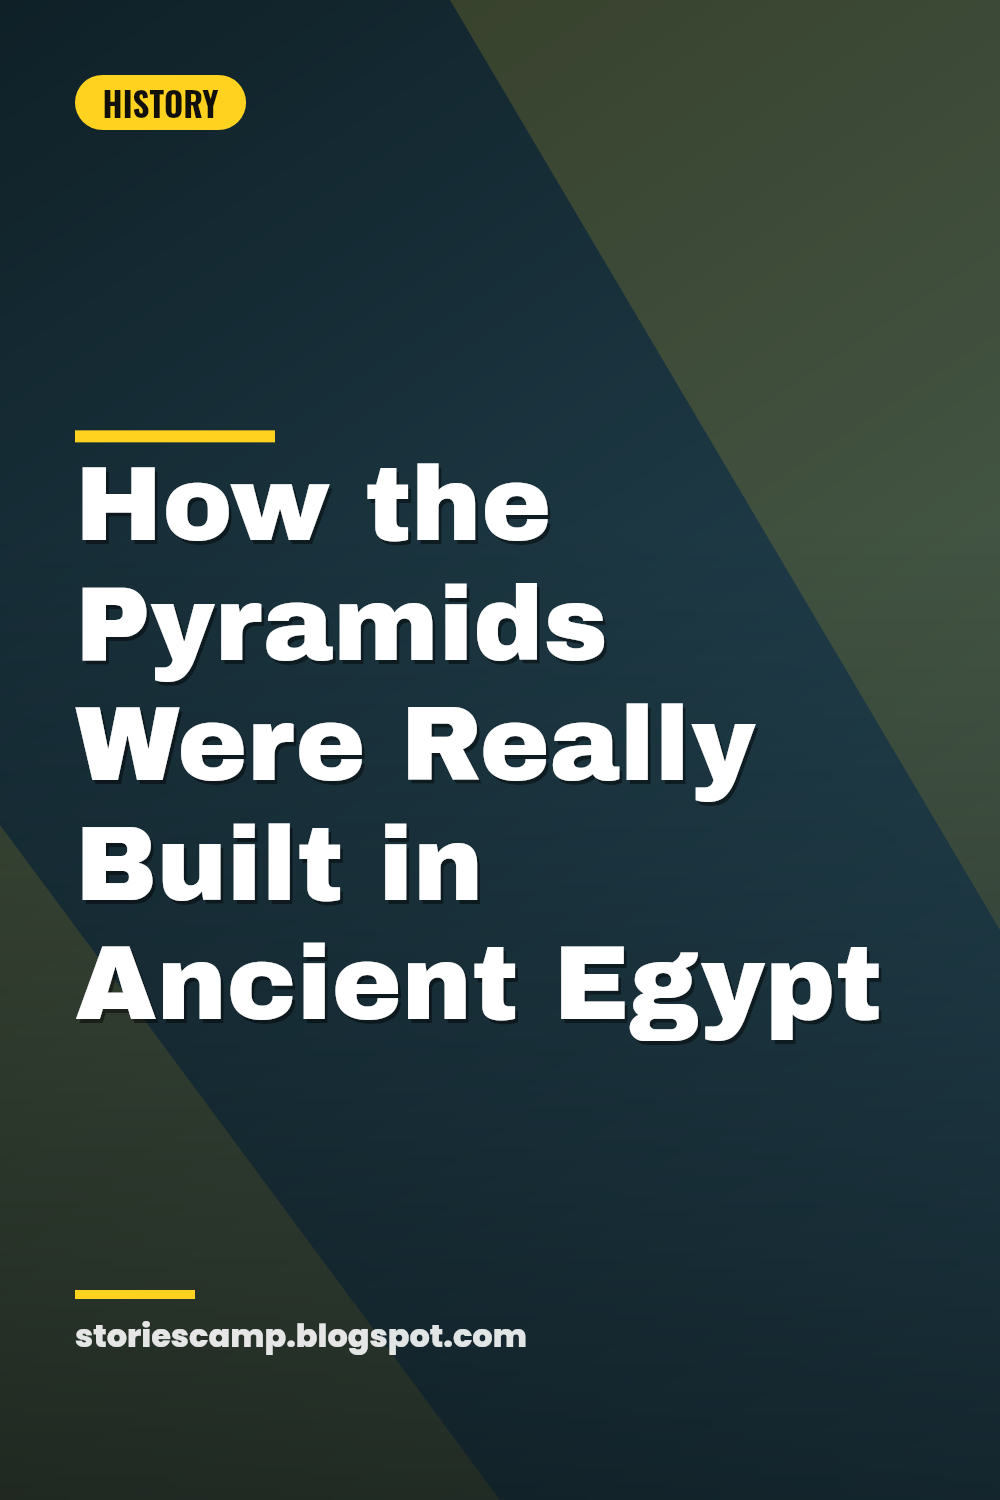 HISTORY
How the
Pyramids
Were Really
Built in
Ancient Egypt
storiescamp.blogspot.com